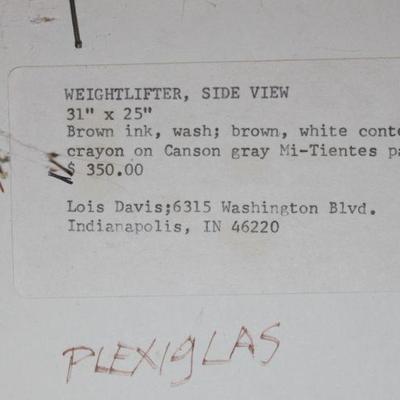 WEIGHTLIFTER, SIDE VIEW
31" x 25"
Brown ink, wash; brown, white conte
crayon on Canson gray Mi-Tientes pa
$ 350.00
Lois Davis;6315 Washington Blvd.
Indianapolis, IN 46220
PLEXIgLAS